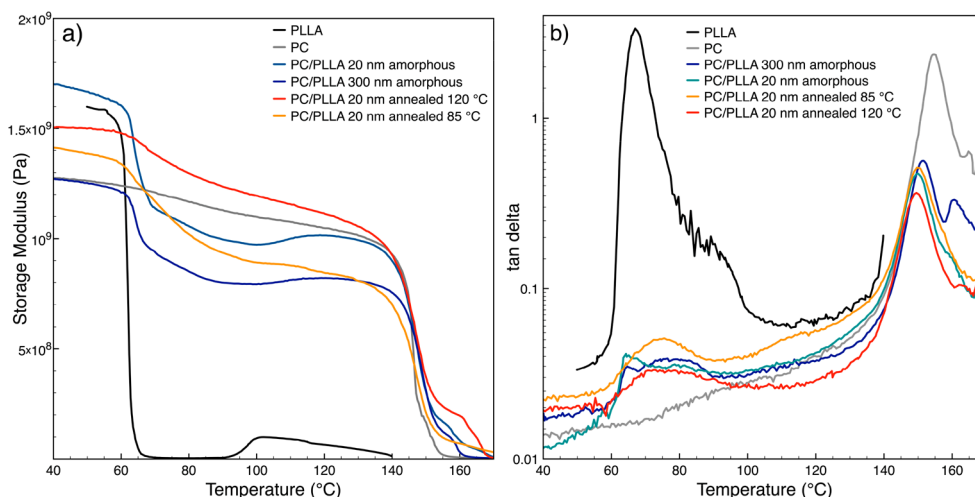 a)
PLLA
PC
PC/PLLA 20 nm amorphous
PC/PLLA 300 nm amorphous
PC/PLLA 20 nm annealed 120 °C
PC/PLLA 20 nm annealed 85 °C
2×10⁹
1.5×10⁹
10⁹
5×10⁸
Storage Modulus (Pa)
40 60 80 100 120 140 160
Temperature (°C)
b)
PLLA
PC
PC/PLLA 300 nm amorphous
PC/PLLA 20 nm amorphous
PC/PLLA 20 nm annealed 85 °C
PC/PLLA 20 nm annealed 120 °C
1
0.1
0.01
tan delta
40 60 80 100 120 140 160
Temperature (°C)